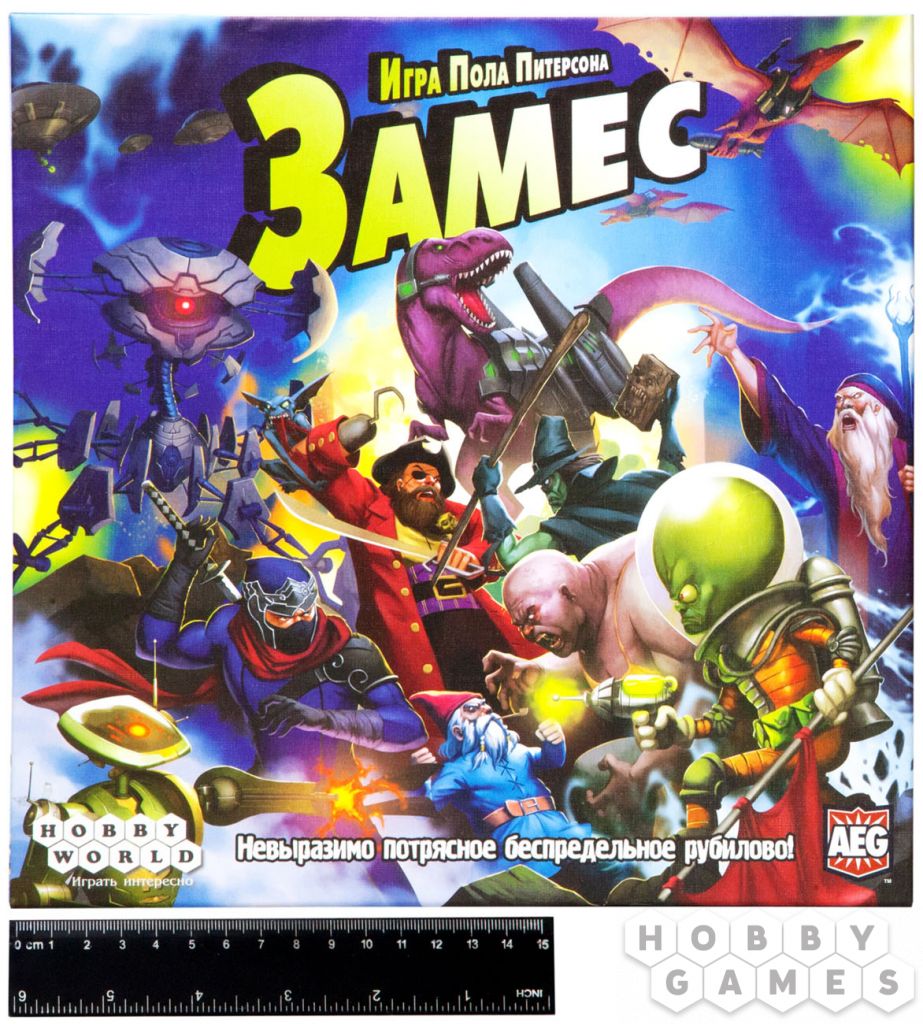 Игра Пола Питерсона
Замес
HOBBY
WORLD
Играть интересно
Невыразимо потрясное беспредельное рубилово!
AEG
TM
0 cm 1 2 3 4 5 6 7 8 9 10 11 12 13 14 15
6 5 4 3 2 1 INCH
HOBBY
GAMES